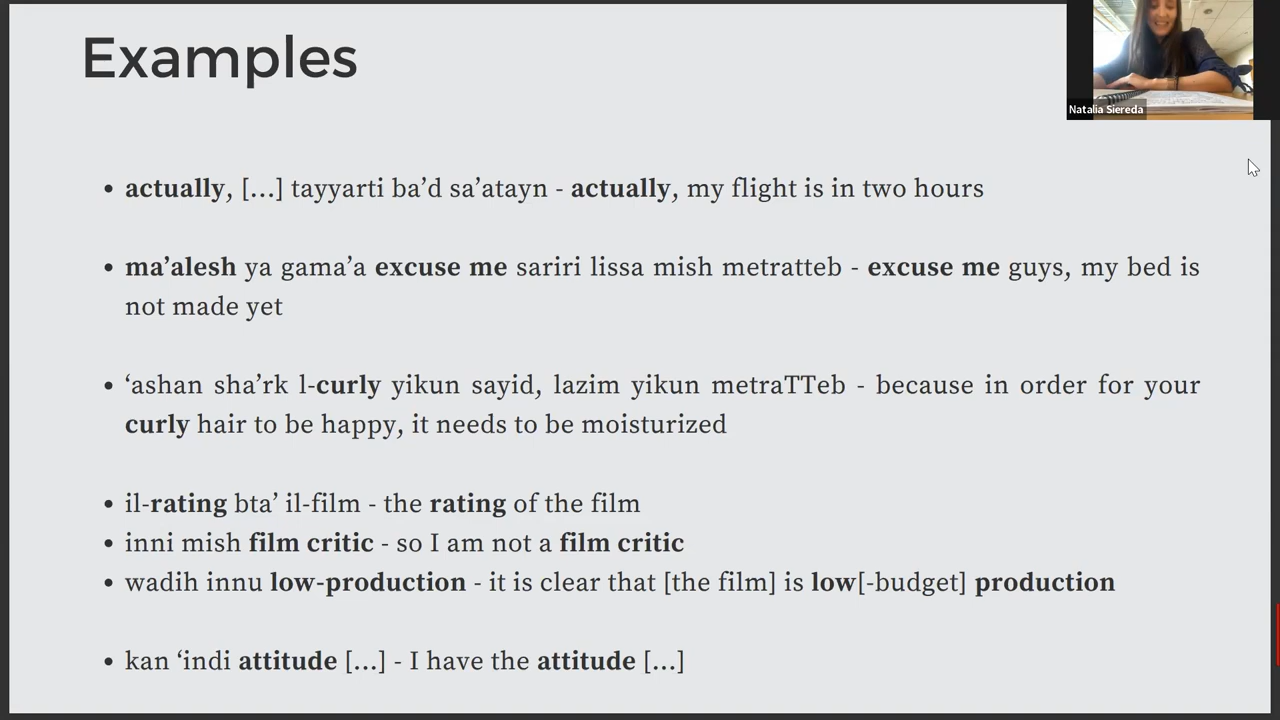 Examples
Natalia Siereda
• actually, [...] tayyarti ba’d sa’atayn - actually, my flight is in two hours
• ma’alesh ya gama’a excuse me sariri lissa mish metratteb - excuse me guys, my bed is
not made yet
• ‘ashan sha’rk l-curly yikun sayid, lazim yikun metraTTeb - because in order for your
curly hair to be happy, it needs to be moisturized
• il-rating bta’ il-film - the rating of the film
• inni mish film critic - so I am not a film critic
• wadih innu low-production - it is clear that [the film] is low[-budget] production
• kan ‘indi attitude [...] - I have the attitude [...]